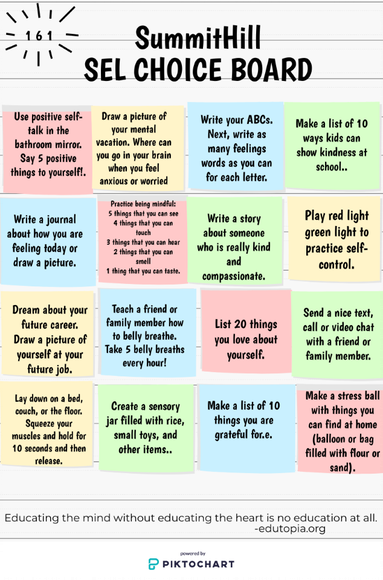 161
SummitHill
SEL CHOICE BOARD
Use positive self-
talk in the
bathroom mirror.
Say 5 positive
things to yourself!.
Draw a picture of
your mental
vacation. Where can
you go in your brain
when you feel
anxious or worried
Write your ABCs.
Next, write as
many feelings
words as you can
for each letter.
Make a list of 10
ways kids can
show kindness at
school..
Write a journal
about how you are
feeling today or
draw a picture.
Practice being mindful:
5 things that you can see
4 things that you can
touch
3 things that you can hear
2 things that you can
smell
1 thing that you can taste.
Write a story
about someone
who is really kind
and
compassionate.
Play red light
green light to
practice self-
control.
Dream about your
future career.
Draw a picture of
yourself at your
future job.
Teach a friend or
family member how
to belly breathe.
Take 5 belly breaths
every hour!
List 20 things
you love about
yourself.
Send a nice text,
call or video chat
with a friend or
family member.
Lay down on a bed,
couch, or the floor.
Squeeze your
muscles and hold for
10 seconds and then
release.
Create a sensory
jar filled with rice,
small toys, and
other items..
Make a list of 10
things you are
grateful for.e.
Make a stress ball
with things you
can find at home
(balloon or bag
filled with flour or
sand).
Educating the mind without educating the heart is no education at all.
-edutopia.org
powered by
PIKTOCHART